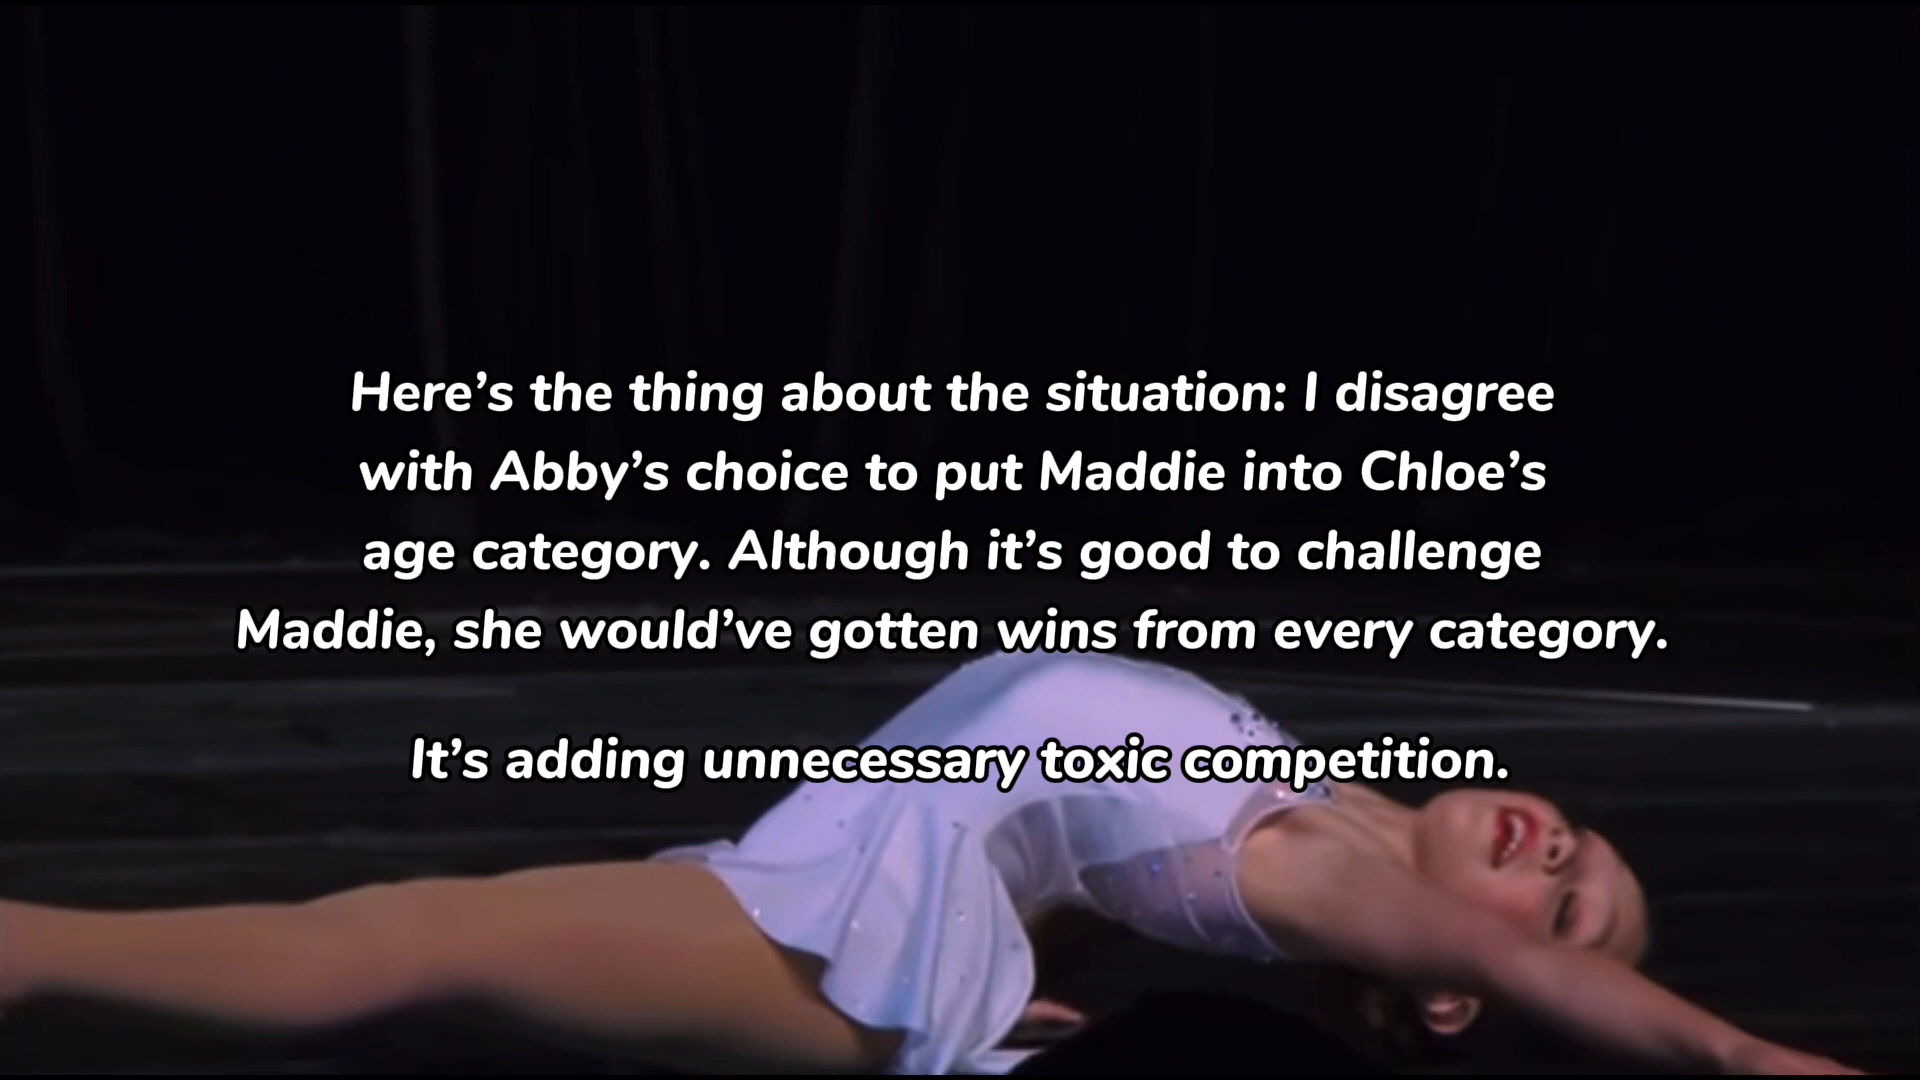 Here’s the thing about the situation: I disagree
with Abby’s choice to put Maddie into Chloe’s
age category. Although it’s good to challenge
Maddie, she would’ve gotten wins from every category.
It’s adding unnecessary toxic competition.